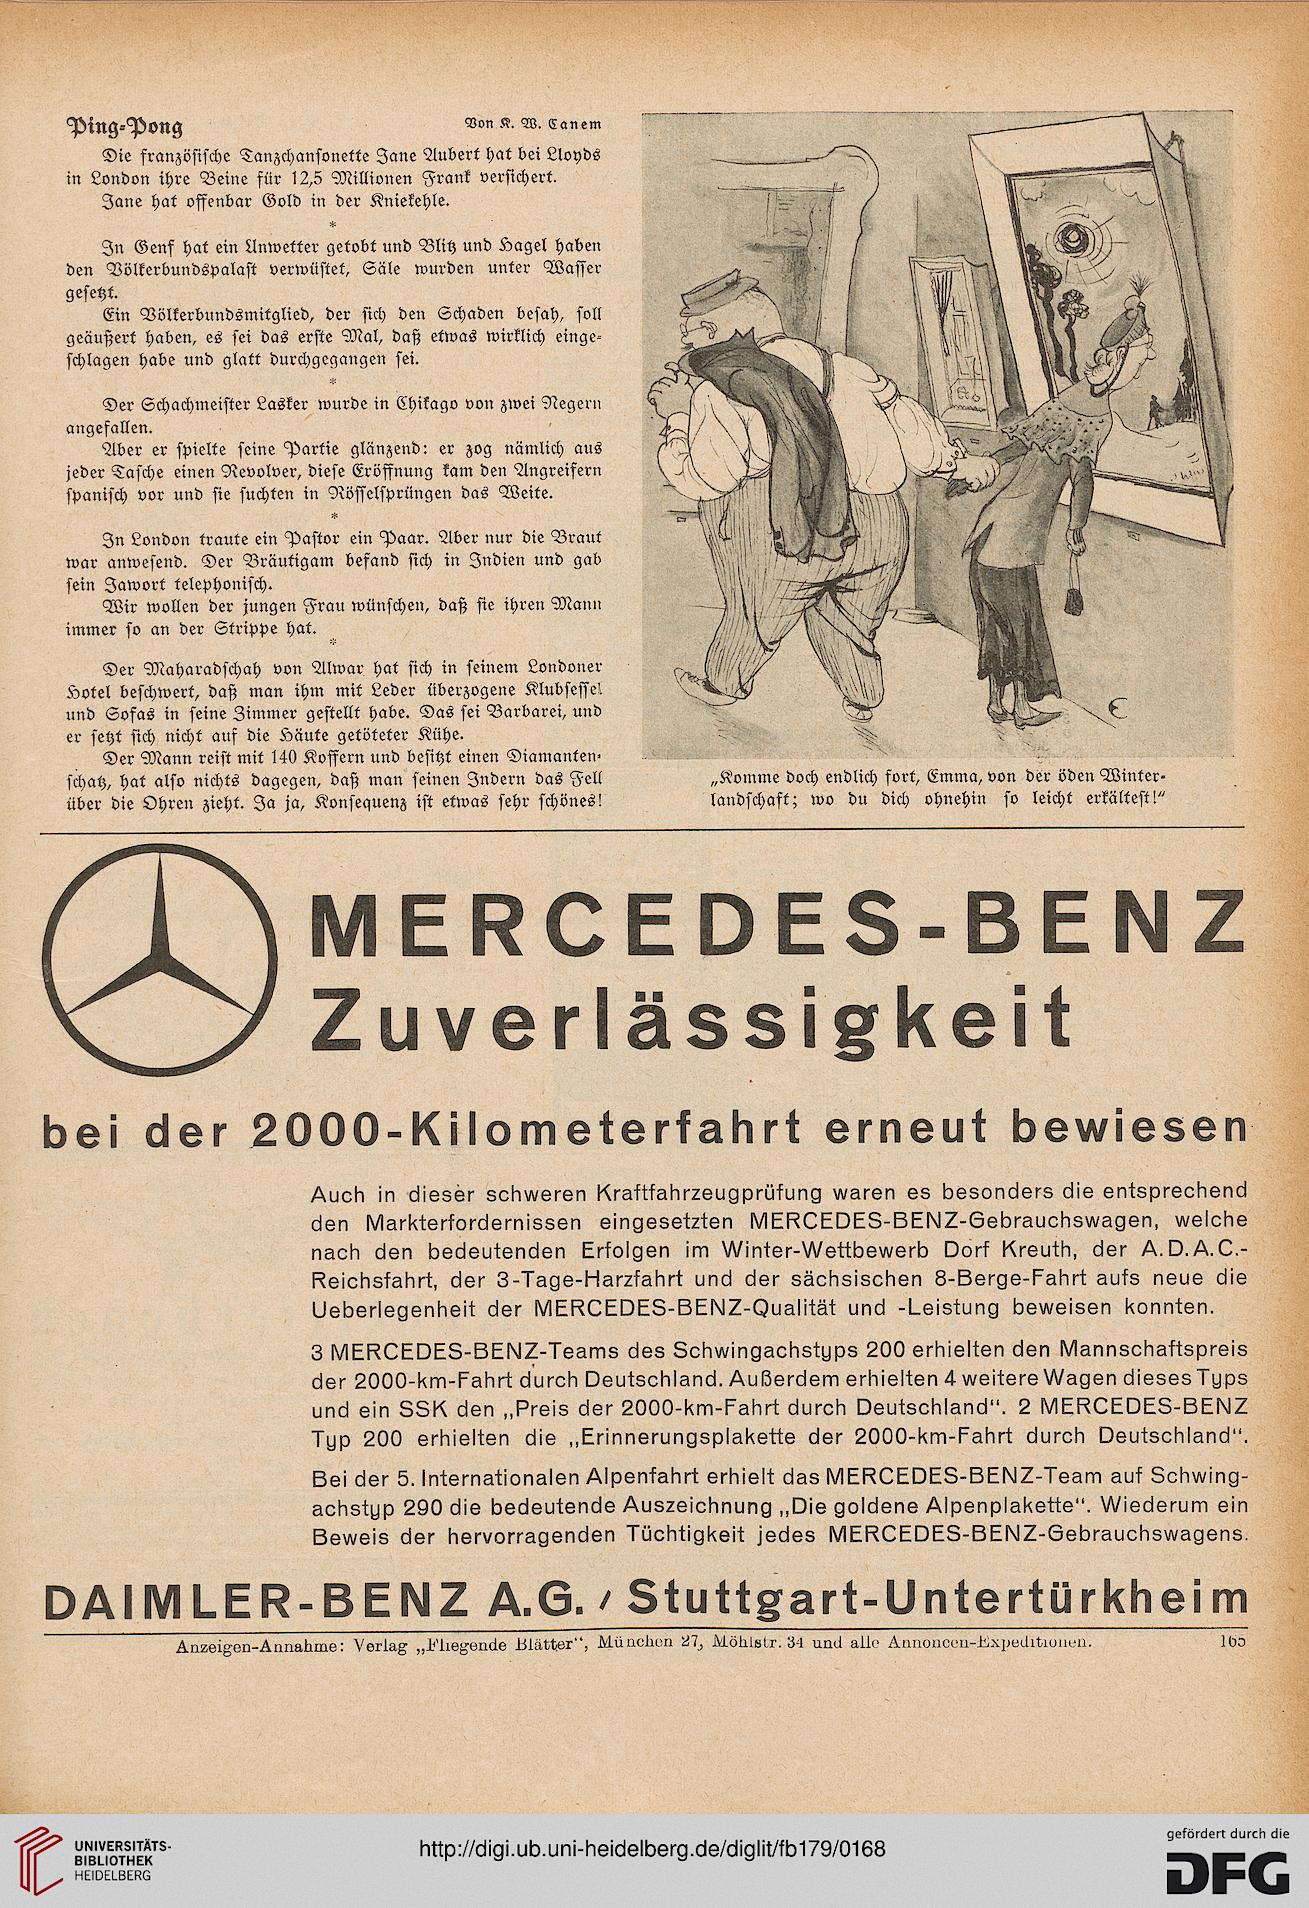 Ping-Pong
Von K. W. Canem
Die französische Tanzchansonette Jane Aubert hat bei Lloyds
in London ihre Beine für 12,5 Millionen Frank versichert.
Jane hat offenbar Gold in der Kniekehle.
*
In Genf hat ein Unwetter getobt und Blitz und Hagel haben
den Völkerbundspalast verwüstet, Säle wurden unter Wasser
gesetzt.
Ein Völkerbundsmitglied, der sich den Schaden besah, soll
geäußert haben, es sei das erste Mal, daß etwas wirklich einge-
schlagen habe und glatt durchgegangen sei.
*
Der Schachmeister Lasker wurde in Chikago von zwei Negern
angefallen.
Aber er spielte seine Partie glänzend: er zog nämlich aus
jeder Tasche einen Revolver, diese Eröffnung kam den Angreifern
spanisch vor und sie suchten in Rösselsprüngen das Weite.
*
In London traute ein Pastor ein Paar. Aber nur die Braut
war anwesend. Der Bräutigam befand sich in Indien und gab
sein Jawort telephonisch.
Wir wollen der jungen Frau wünschen, daß sie ihren Mann
immer so an der Strippe hat.
*
Der Maharadschah von Alwar hat sich in seinem Londoner
Hotel beschwert, daß man ihm mit Leder überzogene Klubsessel
und Sofas in seine Zimmer gestellt habe. Das sei Barbarei, und
er setzt sich nicht auf die Häute getöteter Kühe.
Der Mann reist mit 140 Koffern und besitzt einen Diamanten-
schatz, hat also nichts dagegen, daß man seinen Indern das Fell
über die Ohren zieht. Ja ja, Konsequenz ist etwas sehr schönes!
„Komme doch endlich fort, Emma, von der öden Winter-
landschaft; wo du dich ohnehin so leicht erkältest!“
MERCEDES-BENZ
Zuverlässigkeit
bei der 2000-Kilometerfahrt erneut bewiesen
Auch in dieser schweren Kraftfahrzeugprüfung waren es besonders die entsprechend
den Markterfordernissen eingesetzten MERCEDES-BENZ-Gebrauchswagen, welche
nach den bedeutenden Erfolgen im Winter-Wettbewerb Dorf Kreuth, der A.D.A.C.-
Reichsfahrt, der 3-Tage-Harzfahrt und der sächsischen 8-Berge-Fahrt aufs neue die
Ueberlegenheit der MERCEDES-BENZ-Qualität und -Leistung beweisen konnten.
3 MERCEDES-BENZ-Teams des Schwingachstyps 200 erhielten den Mannschaftspreis
der 2000-km-Fahrt durch Deutschland. Außerdem erhielten 4 weitere Wagen dieses Typs
und ein SSK den „Preis der 2000-km-Fahrt durch Deutschland“. 2 MERCEDES-BENZ
Typ 200 erhielten die „Erinnerungsplakette der 2000-km-Fahrt durch Deutschland“.
Bei der 5. Internationalen Alpenfahrt erhielt das MERCEDES-BENZ-Team auf Schwing-
achstyp 290 die bedeutende Auszeichnung „Die goldene Alpenplakette“. Wiederum ein
Beweis der hervorragenden Tüchtigkeit jedes MERCEDES-BENZ-Gebrauchswagens.
DAIMLER-BENZ A.G. / Stuttgart-Untertürkheim
Anzeigen-Annahme: Verlag „Fliegende Blätter“, München 27, Möhlstr. 34 und alle Annoncen-Expeditionen.
165
UNIVERSITÄTS-
BIBLIOTHEK
HEIDELBERG
http://digi.ub.uni-heidelberg.de/diglit/fb179/0168
gefördert durch die
DFG